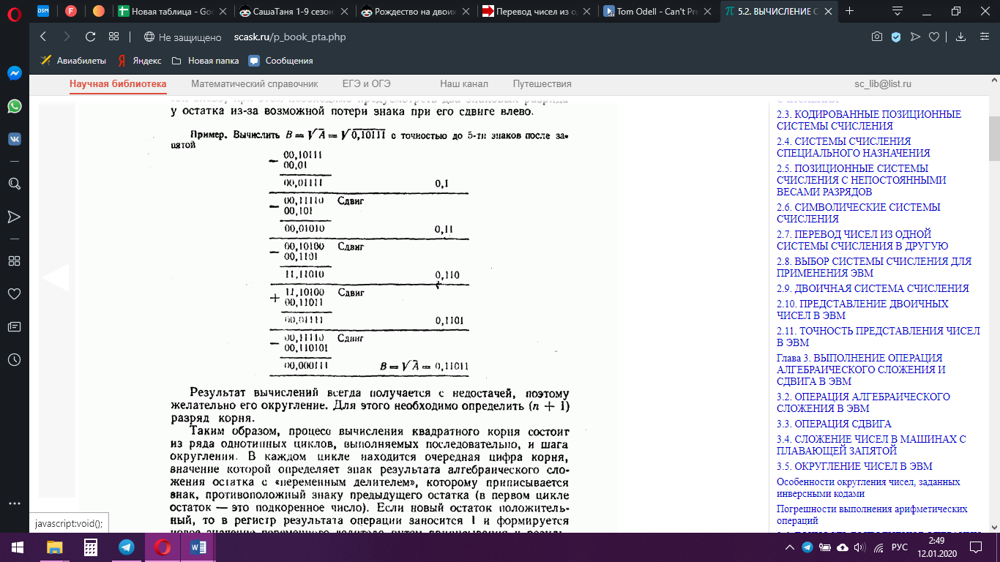 Новая таблица - Goo
СашаТаня 1-9 сезон
Рождество на двоих
Перевод чисел из о
Tom Odell - Can't Pre
5.2. ВЫЧИСЛЕНИЕ С
Не защищено scask.ru/p_book_pta.php
Авиабилеты Яндекс Новая папка Сообщения
Научная библиотека Математический справочник ЕГЭ и ОГЭ Наш канал Путешествия sc_lib@list.ru
у остатка из-за возможной потери знака при его сдвиге влево.
Пример. Вычислить B = √A = √0,10111 с точностью до 5-ти знаков после за-
пятой
− 00,10111
00,01
00,01111 0,1
− 00,11110 Сдвиг
00,101
00,01010 0,11
− 00,10100 Сдвиг
00,1101
11,11010 0,110
+ 11,10100 Сдвиг
00,11011
00,01111 0,1101
− 00,11110 Сдвиг
00,110101
00,000111 B = √A = 0,11011
Результат вычислений всегда получается с недостачей, поэтому
желательно его округление. Для этого необходимо определить (n + 1)
разряд корня.
Таким образом, процесс вычисления квадратного корня состоит
из ряда однотипных циклов, выполняемых последовательно, и шага
округления. В каждом цикле находится очередная цифра корня,
значение которой определяет знак результата алгебраического сло-
жения остатка с «переменным делителем», которому приписывается
знак, противоположный знаку предыдущего остатка (в первом цикле
остаток — это подкоренное число). Если новый остаток положитель-
ный, то в регистр результата операции заносится 1 и формируется
2.3. КОДИРОВАННЫЕ ПОЗИЦИОННЫЕ
СИСТЕМЫ СЧИСЛЕНИЯ
2.4. СИСТЕМЫ СЧИСЛЕНИЯ
СПЕЦИАЛЬНОГО НАЗНАЧЕНИЯ
2.5. ПОЗИЦИОННЫЕ СИСТЕМЫ
СЧИСЛЕНИЯ С НЕПОСТОЯННЫМИ
ВЕСАМИ РАЗРЯДОВ
2.6. СИМВОЛИЧЕСКИЕ СИСТЕМЫ
СЧИСЛЕНИЯ
2.7. ПЕРЕВОД ЧИСЕЛ ИЗ ОДНОЙ
СИСТЕМЫ СЧИСЛЕНИЯ В ДРУГУЮ
2.8. ВЫБОР СИСТЕМЫ СЧИСЛЕНИЯ ДЛЯ
ПРИМЕНЕНИЯ ЭВМ
2.9. ДВОИЧНАЯ СИСТЕМА СЧИСЛЕНИЯ
2.10. ПРЕДСТАВЛЕНИЕ ДВОИЧНЫХ
ЧИСЕЛ В ЭВМ
2.11. ТОЧНОСТЬ ПРЕДСТАВЛЕНИЯ ЧИСЕЛ
В ЭВМ
Глава 3. ВЫПОЛНЕНИЕ ОПЕРАЦИЯ
АЛГЕБРАИЧЕСКОГО СЛОЖЕНИЯ И
СДВИГА В ЭВМ
3.2. ОПЕРАЦИЯ АЛГЕБРАИЧЕСКОГО
СЛОЖЕНИЯ В ЭВМ
3.3. ОПЕРАЦИЯ СДВИГА
3.4. СЛОЖЕНИЕ ЧИСЕЛ В МАШИНАХ С
ПЛАВАЮЩЕЙ ЗАПЯТОЙ
3.5. ОКРУГЛЕНИЕ ЧИСЕЛ В ЭВМ
Особенности округления чисел, заданных
инверсными кодами
Погрешности выполнения арифметических
операций
javascript:void();
РУС
2:49
12.01.2020